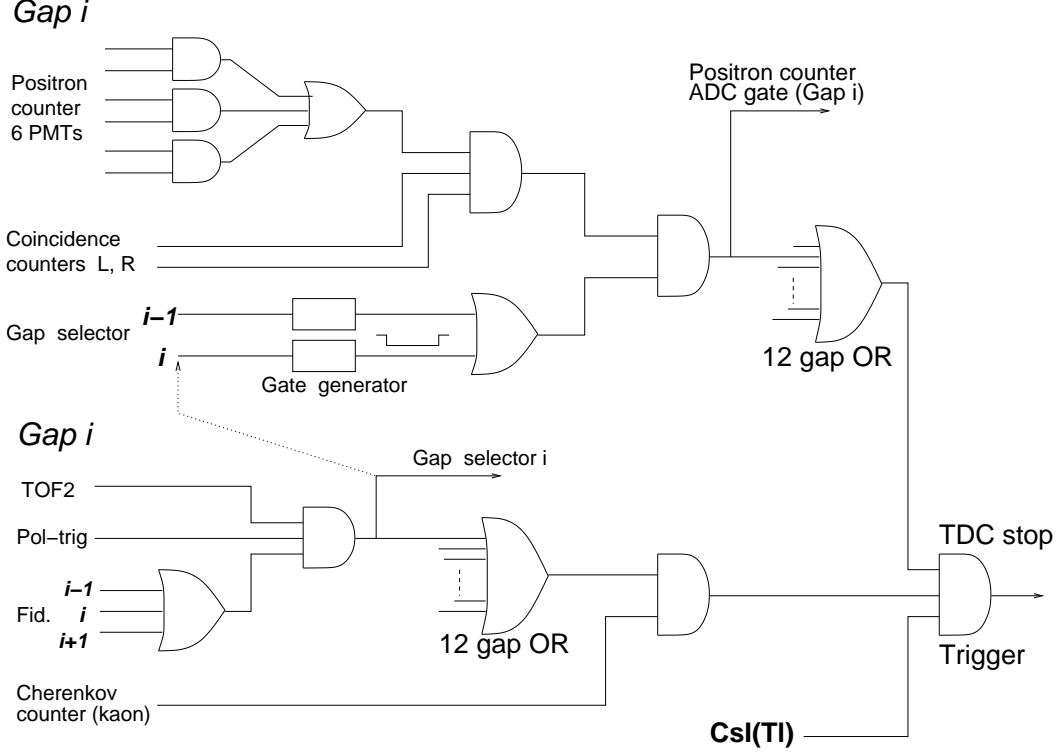 Gap i
Positron
counter
6 PMTs
Positron counter
ADC gate (Gap i)
Coincidence
counters L, R
Gap selector
i–1
i
Gate generator
12 gap OR
Gap i
Gap selector i
TOF2
Pol–trig
Fid.
i–1
i
i+1
12 gap OR
TDC stop
Trigger
Cherenkov
counter (kaon)
CsI(Tl)